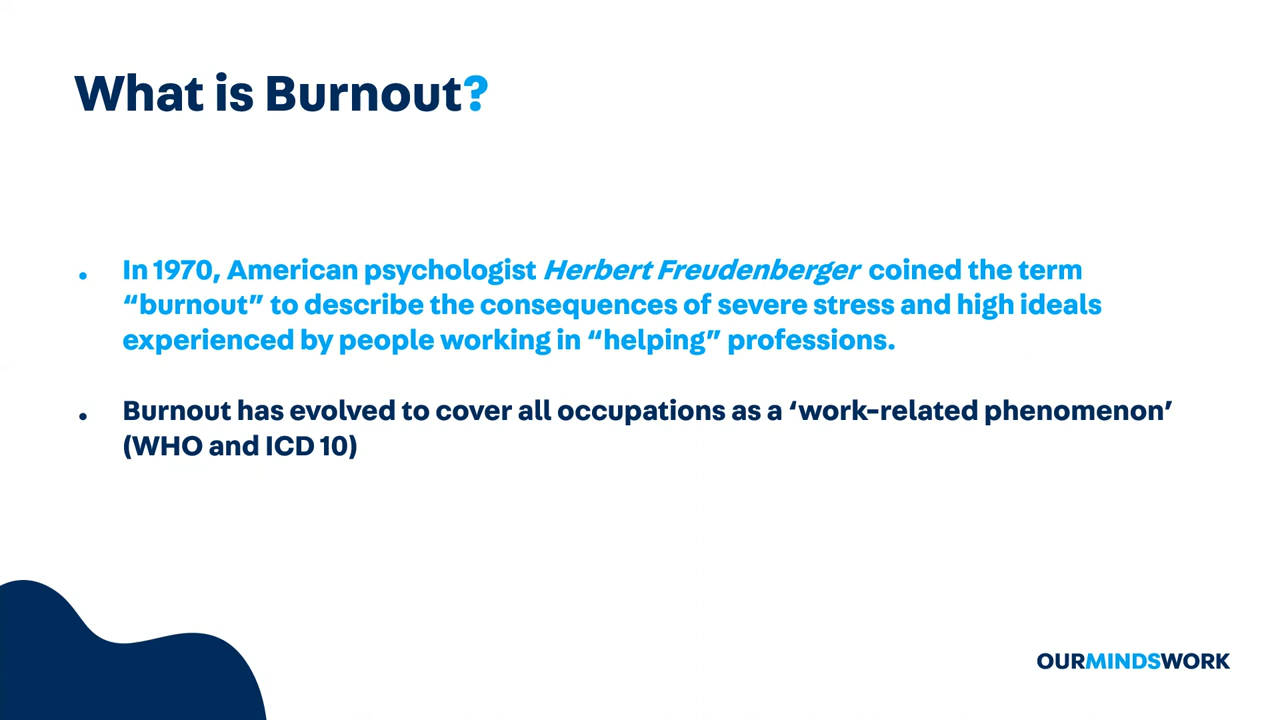 What is Burnout?
. In 1970, American psychologist Herbert Freudenberger coined the term
“burnout” to describe the consequences of severe stress and high ideals
experienced by people working in “helping” professions.
. Burnout has evolved to cover all occupations as a ‘work-related phenomenon’
(WHO and ICD 10)
OURMINDSWORK